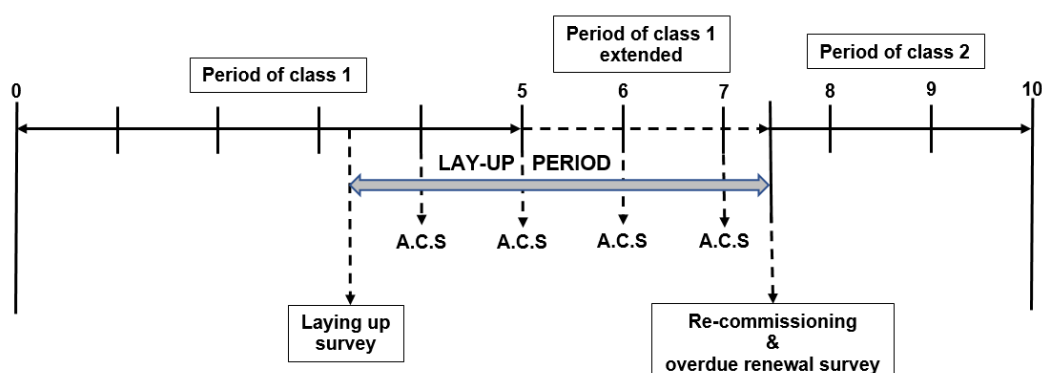 Period of class 1
Period of class 1
extended
Period of class 2
0
5
6
7
8
9
10
LAY-UP PERIOD
A.C.S
A.C.S
A.C.S
A.C.S
Laying up
survey
Re-commissioning
&
overdue renewal survey